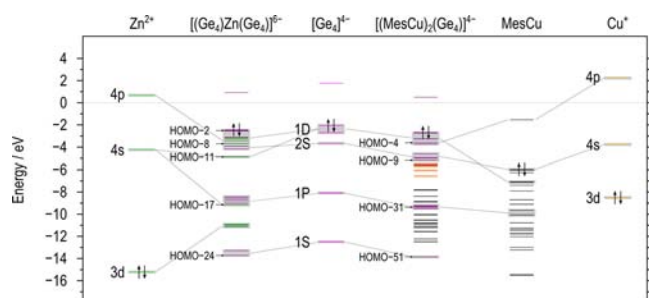 Zn²⁺ [(Ge₄)Zn(Ge₄)]⁶⁻ [Ge₄]⁴⁻ [(MesCu)₂(Ge₄)]⁴⁻ MesCu Cu⁺
Energy / eV
4
2
0
−2
−4
−6
−8
−10
−12
−14
−16
4p
4s
3d
HOMO-2
HOMO-8
HOMO-11
HOMO-17
HOMO-24
1D
2S
1P
1S
HOMO-4
HOMO-9
HOMO-31
HOMO-51
4p
4s
3d